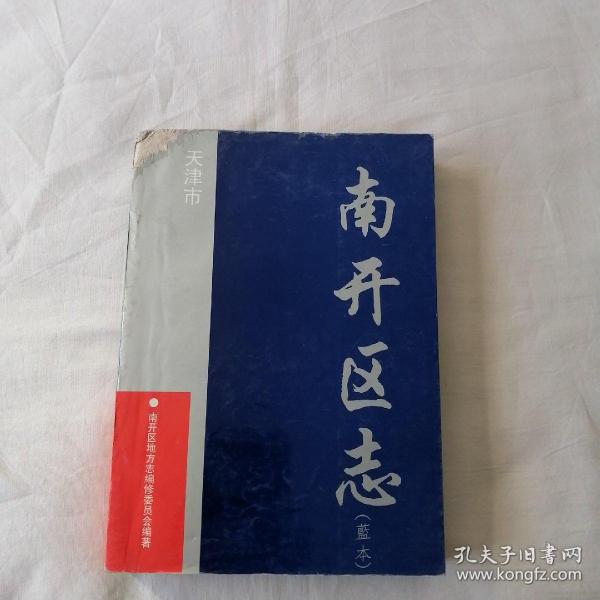 天津市
南开区志
(藍本)
南开区地方志编修委员会编著
孔夫子旧书网
www.kongfz.com